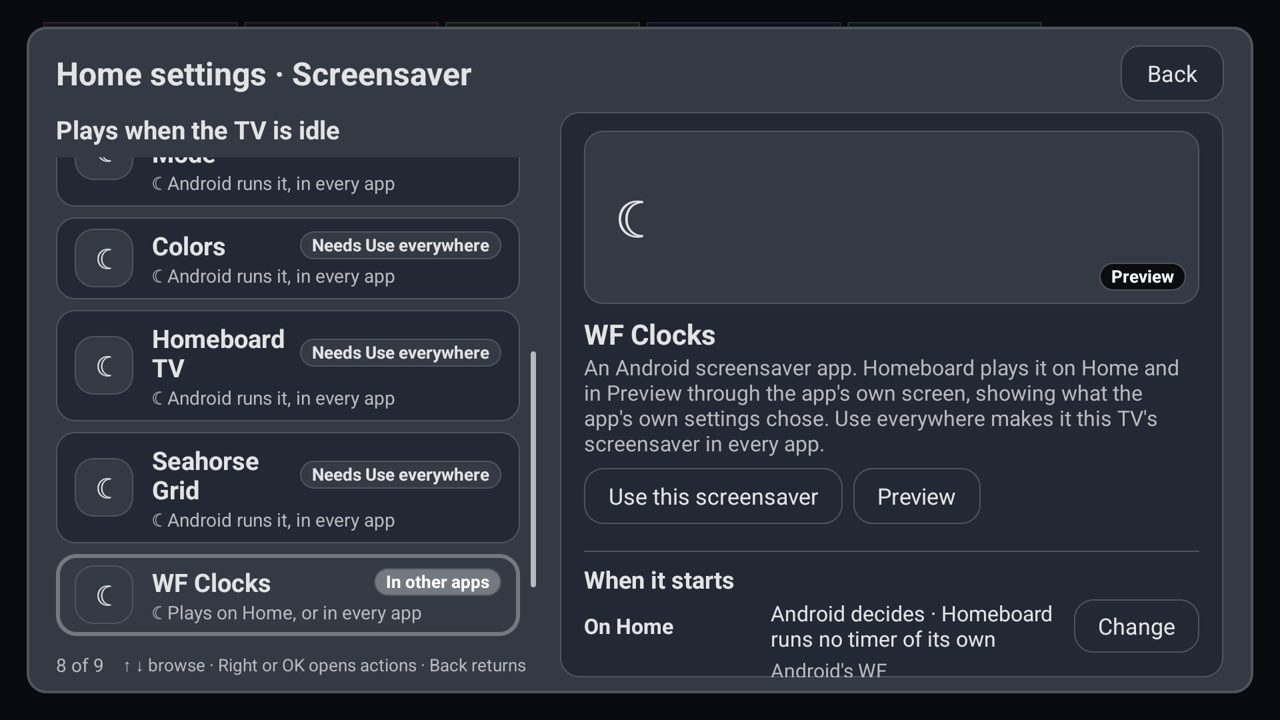 Home settings · Screensaver
Back
Plays when the TV is idle
Mode
☾ Android runs it, in every app
Colors
Needs Use everywhere
☾ Android runs it, in every app
Homeboard
TV
Needs Use everywhere
☾ Android runs it, in every app
Seahorse
Grid
Needs Use everywhere
☾ Android runs it, in every app
WF Clocks
In other apps
☾ Plays on Home, or in every app
8 of 9 ↑ ↓ browse · Right or OK opens actions · Back returns
Preview
WF Clocks
An Android screensaver app. Homeboard plays it on Home and
in Preview through the app's own screen, showing what the
app's own settings chose. Use everywhere makes it this TV's
screensaver in every app.
Use this screensaver
Preview
When it starts
On Home
Android decides · Homeboard
runs no timer of its own
Change
Android's WF